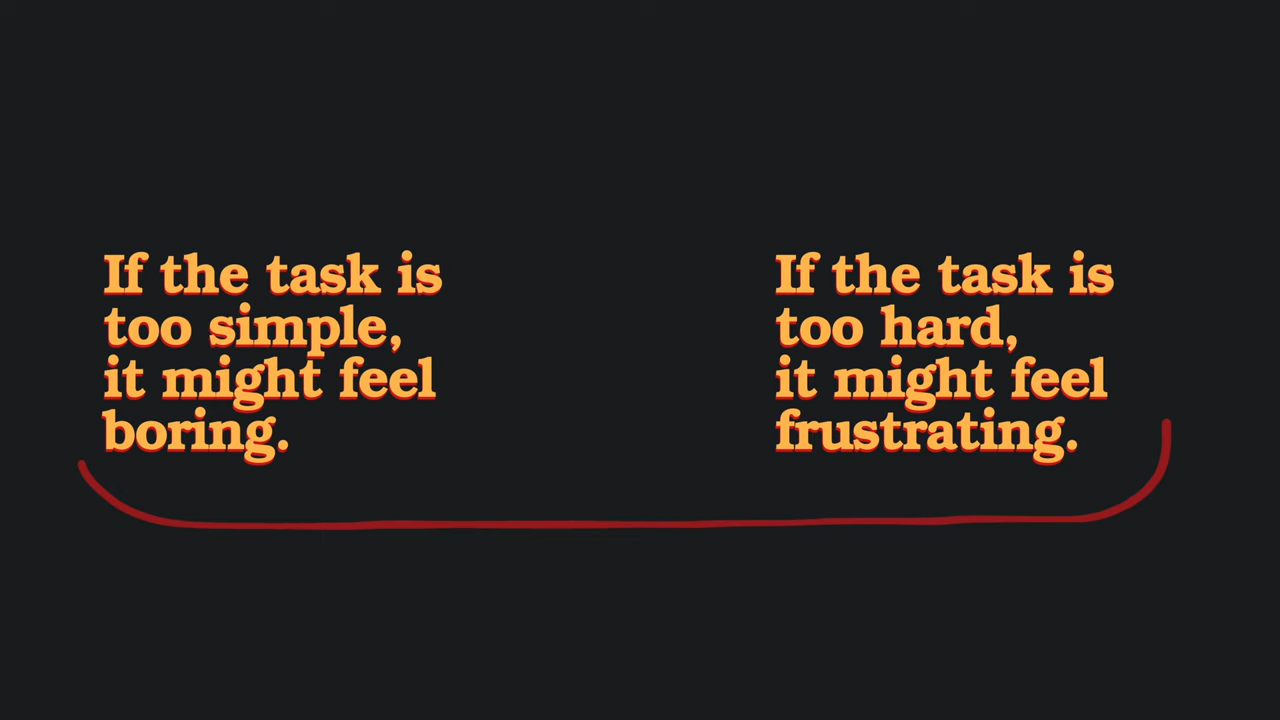 If the task is
too simple,
it might feel
boring.
If the task is
too hard,
it might feel
frustrating.